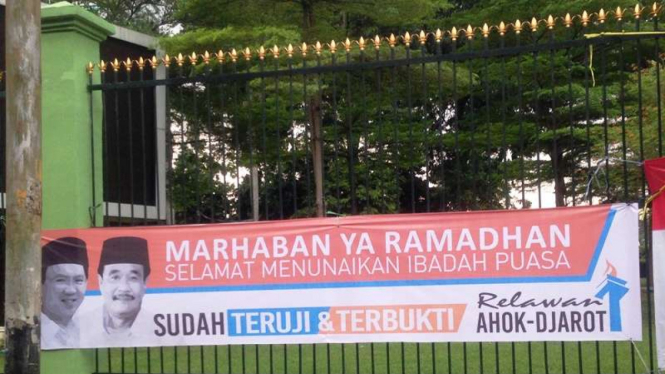 MARHABAN YA RAMADHAN
SELAMAT MENUNAIKAN IBADAH PUASA
SUDAH TERUJI & TERBUKTI
Relawan
AHOK-DJAROT